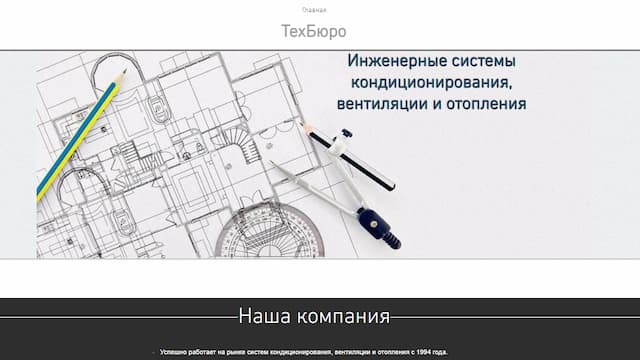 Главная
ТехБюро
Инженерные системы
кондиционирования,
вентиляции и отопления
Наша компания
Успешно работает на рынке систем кондиционирования, вентиляции и отопления с 1994 года.